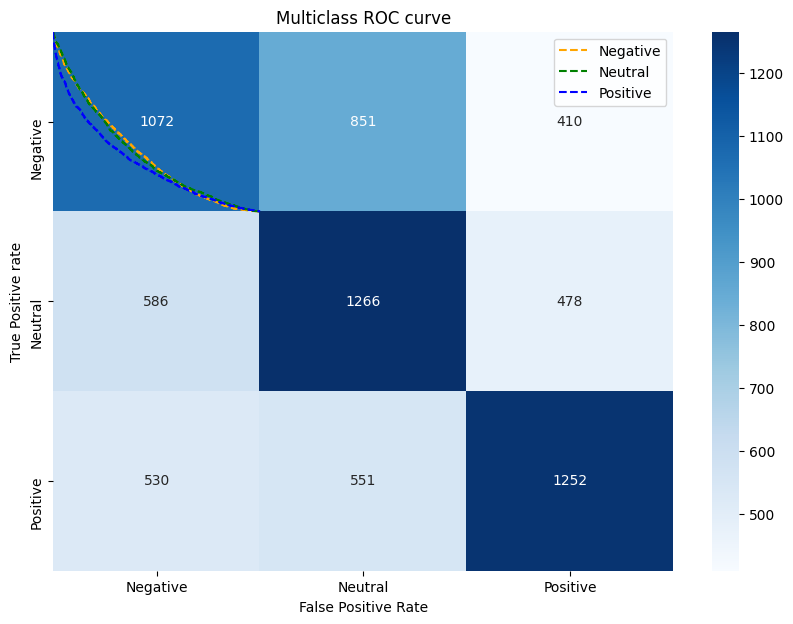 Multiclass ROC curve
Negative
Neutral
Positive
1072 851 410
586 1266 478
530 551 1252
Negative
Neutral
Positive
True Positive rate
Negative Neutral Positive
False Positive Rate
1200
1100
1000
900
800
700
600
500